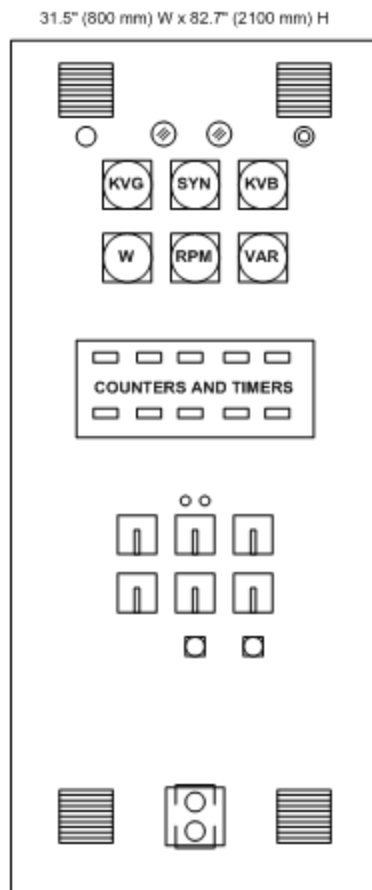 31.5" (800 mm) W x 82.7" (2100 mm) H
KVG SYN KVB
W RPM VAR
COUNTERS AND TIMERS